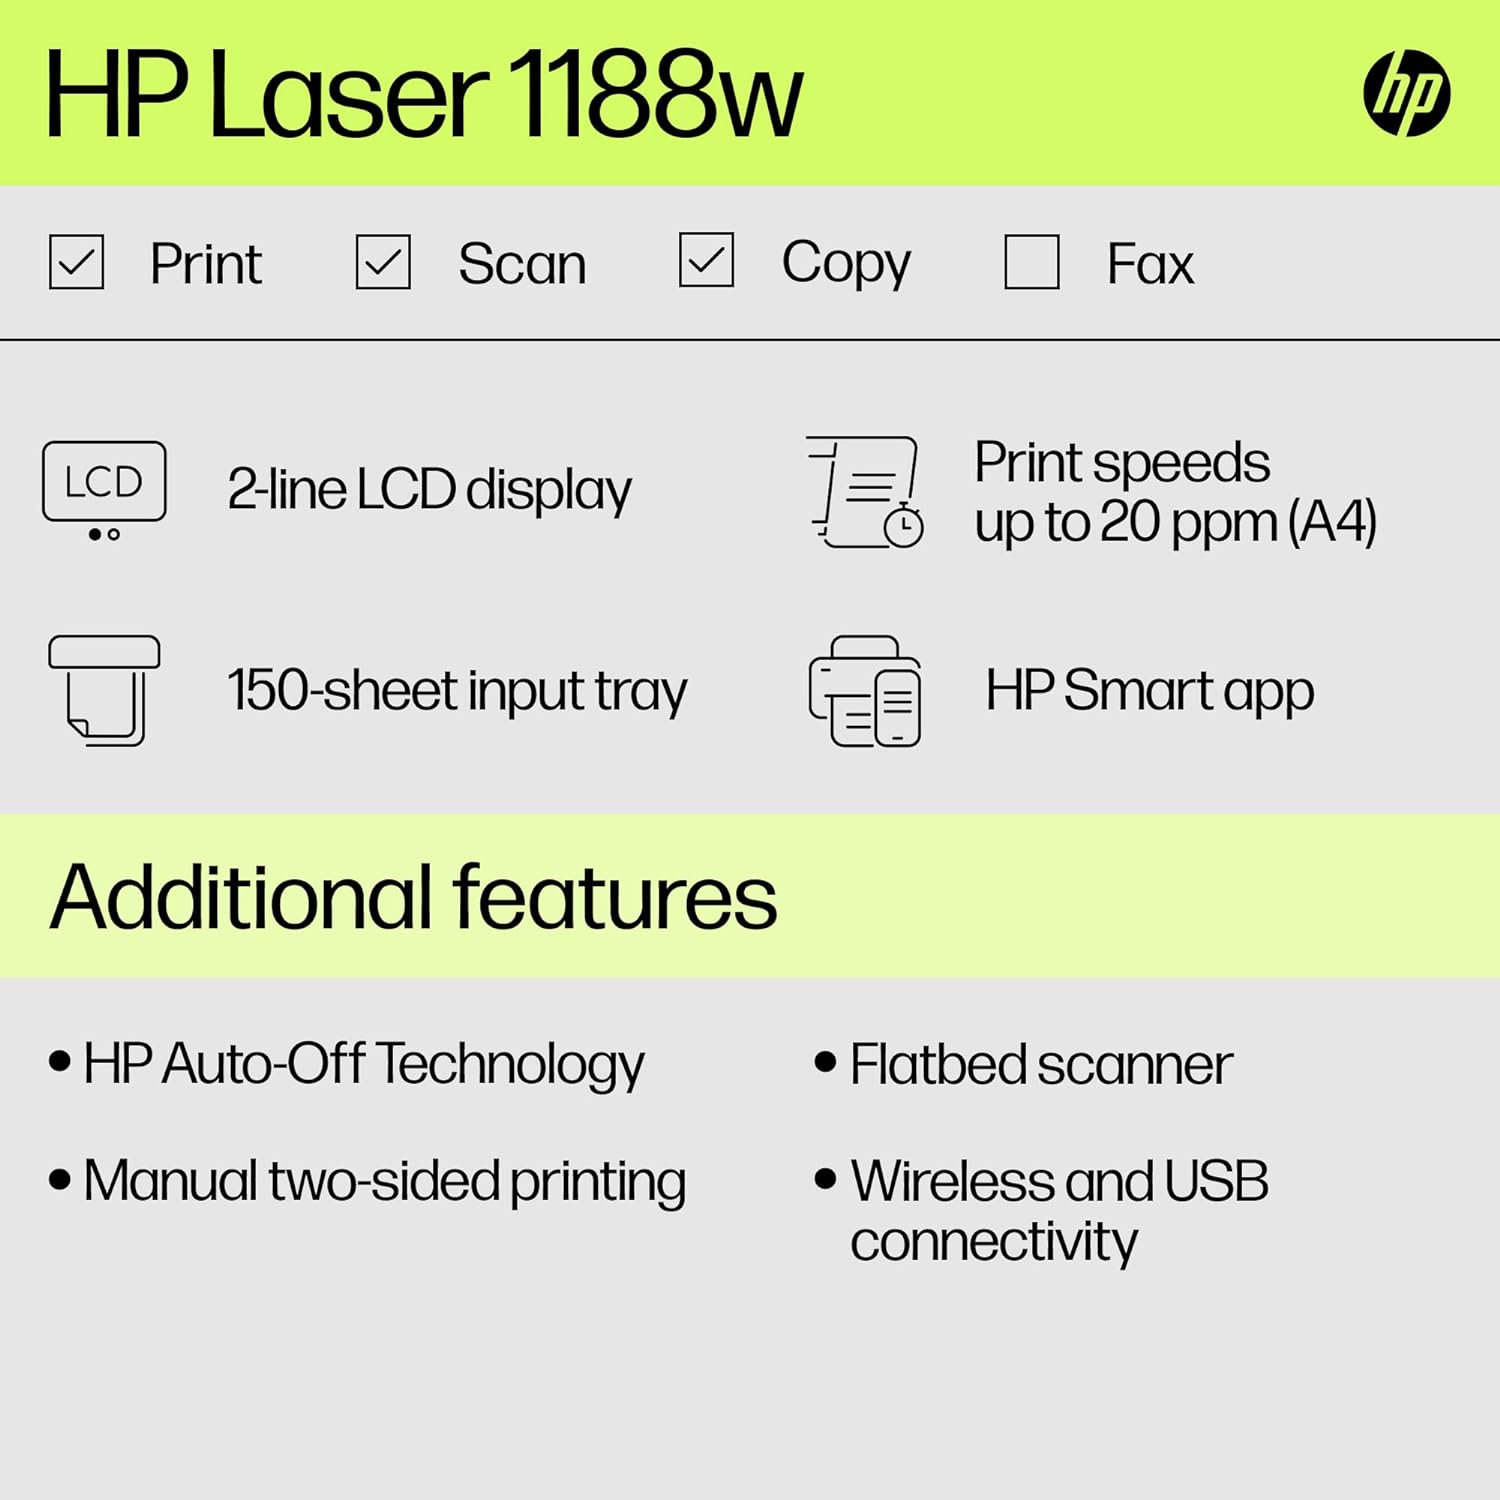 HP Laser 1188w
hp
Print
Scan
Copy
Fax
LCD
2-line LCD display
Print speeds
up to 20 ppm (A4)
150-sheet input tray
HP Smart app
Additional features
• HP Auto-Off Technology
• Flatbed scanner
• Manual two-sided printing
• Wireless and USB
connectivity